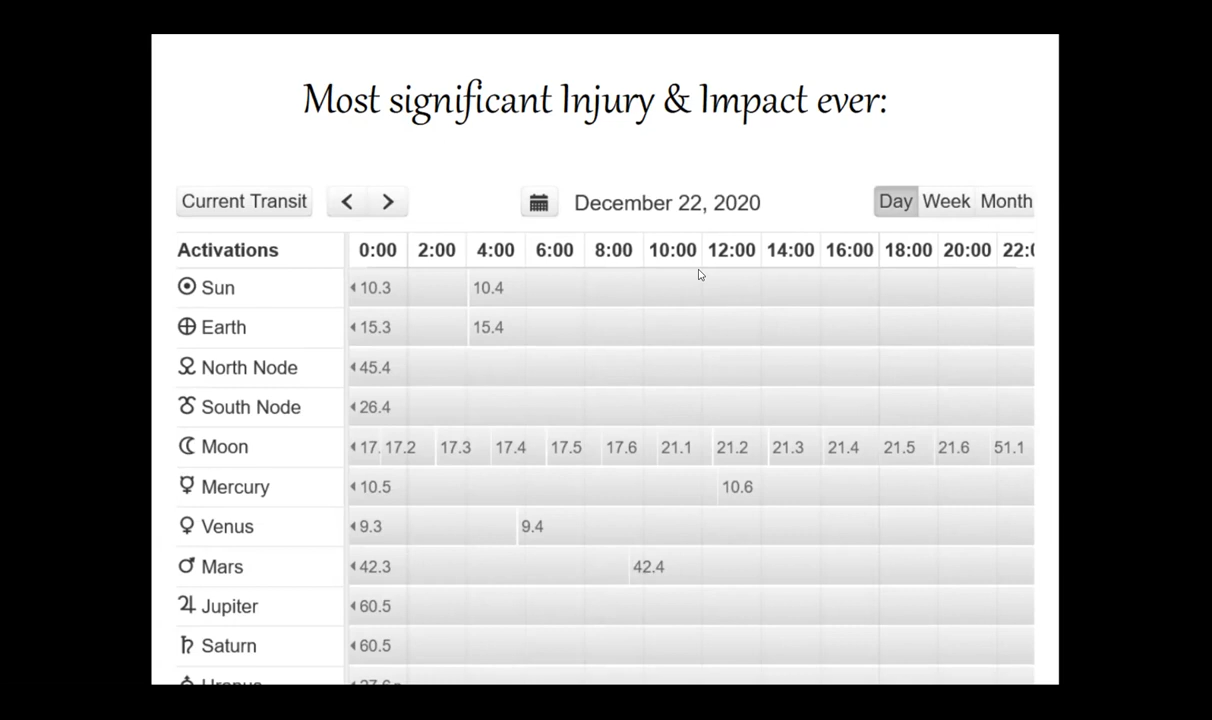 Most significant Injury & Impact ever:
Current Transit December 22, 2020 Day Week Month
Activations 0:00 2:00 4:00 6:00 8:00 10:00 12:00 14:00 16:00 18:00 20:00 22:0
Sun 10.3 10.4
Earth 15.3 15.4
North Node 45.4
South Node 26.4
Moon 17. 17.2 17.3 17.4 17.5 17.6 21.1 21.2 21.3 21.4 21.5 21.6 51.1
Mercury 10.5 10.6
Venus 9.3 9.4
Mars 42.3 42.4
Jupiter 60.5
Saturn 60.5